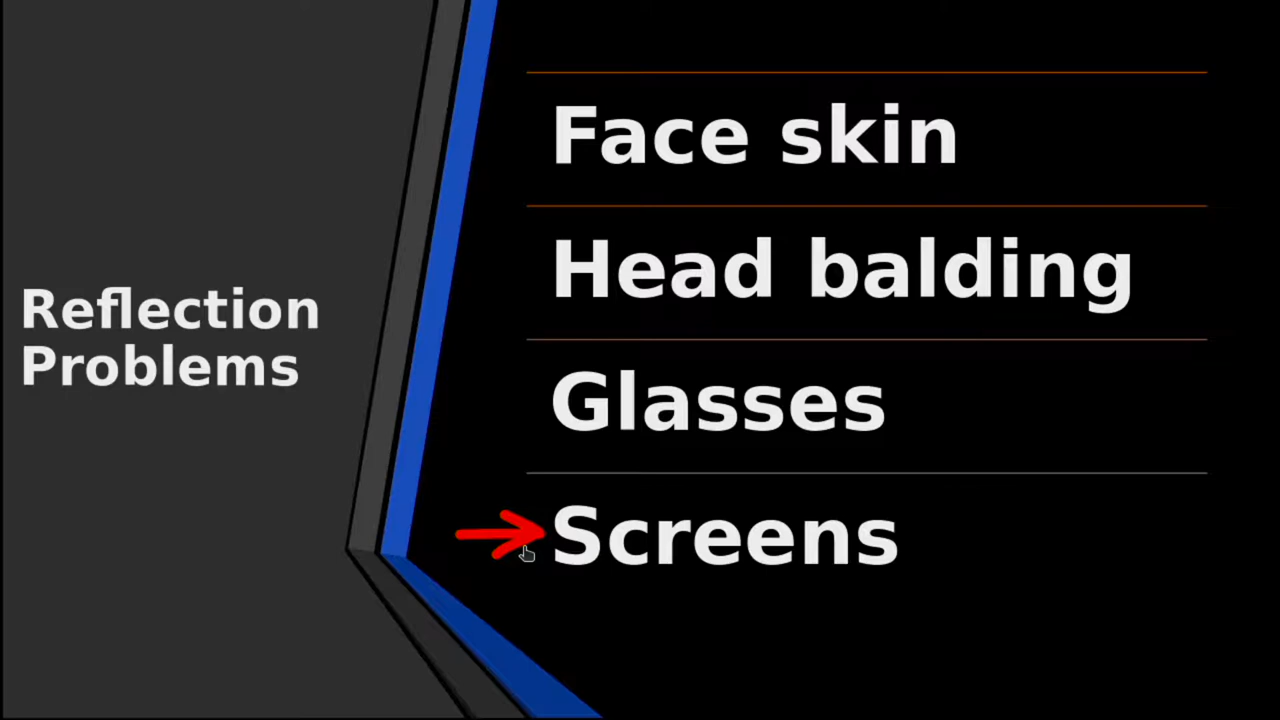 Reflection
Problems
Face skin
Head balding
Glasses
Screens